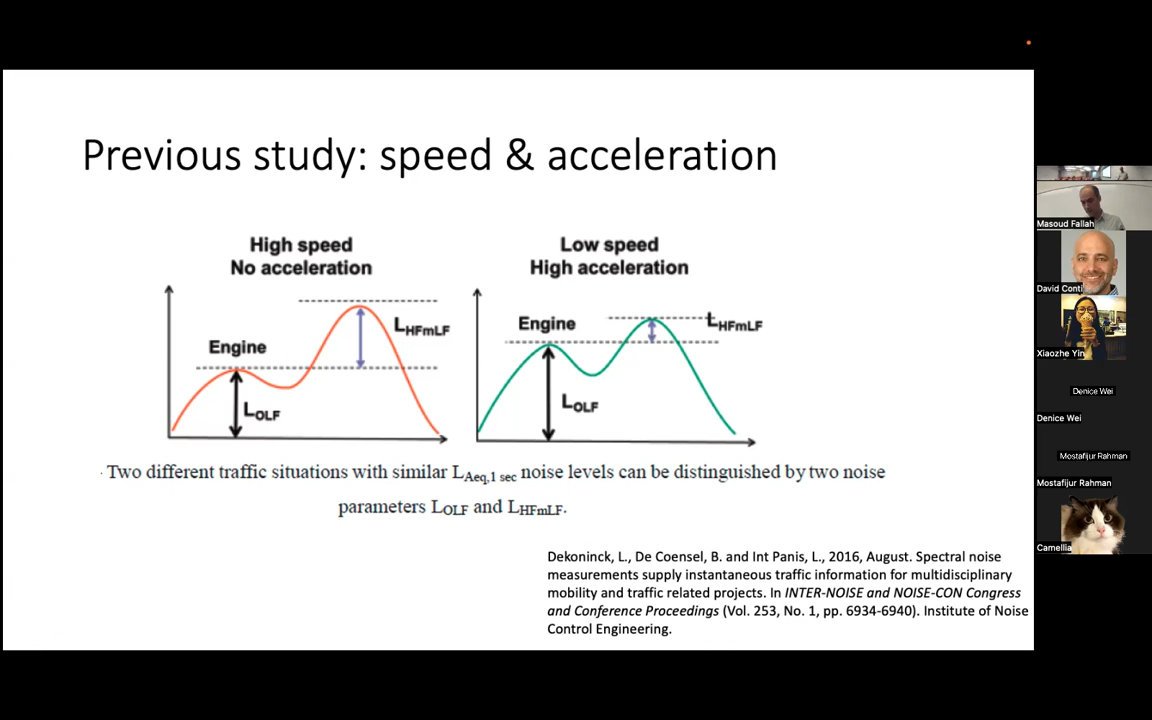 Previous study: speed & acceleration
High speed
No acceleration
Engine
LHFmLF
LOLF
Low speed
High acceleration
Engine
LHFmLF
LOLF
Two different traffic situations with similar LAeq,1 sec noise levels can be distinguished by two noise
parameters LOLF and LHFmLF.
Dekoninck, L., De Coensel, B. and Int Panis, L., 2016, August. Spectral noise
measurements supply instantaneous traffic information for multidisciplinary
mobility and traffic related projects. In INTER-NOISE and NOISE-CON Congress
and Conference Proceedings (Vol. 253, No. 1, pp. 6934-6940). Institute of Noise
Control Engineering.
Masoud Fallah
David Conti
Xiaozhe Yin
Denice Wei
Denice Wei
Mostafijur Rahman
Mostafijur Rahman
Camellia